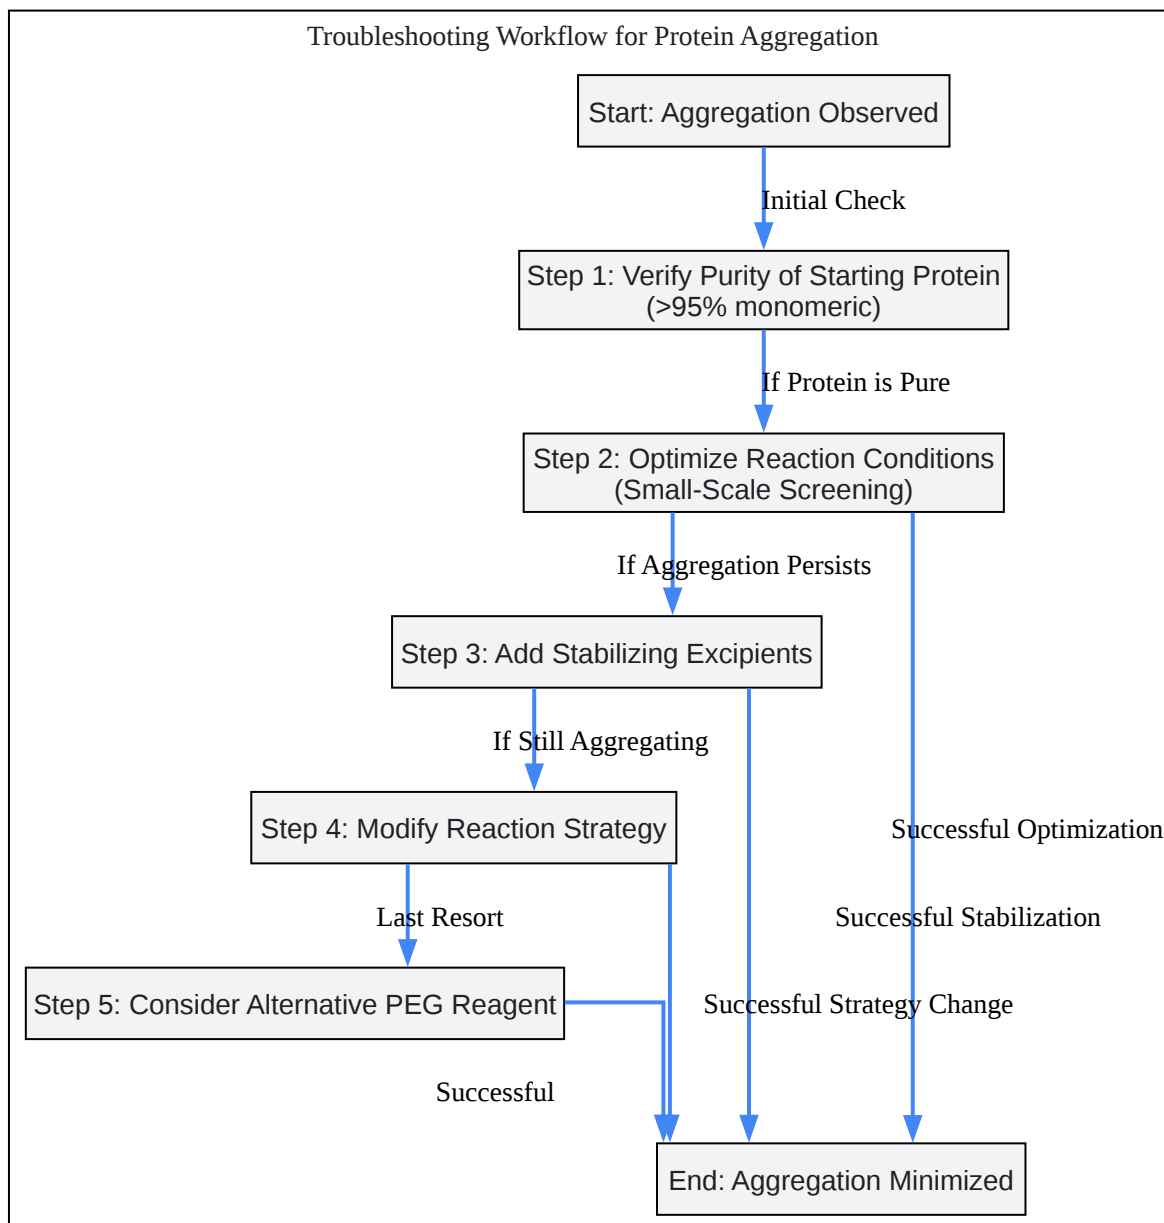 Troubleshooting Workflow for Protein Aggregation
Start: Aggregation Observed
Initial Check
Step 1: Verify Purity of Starting Protein
(>95% monomeric)
If Protein is Pure
Step 2: Optimize Reaction Conditions
(Small-Scale Screening)
If Aggregation Persists
Step 3: Add Stabilizing Excipients
If Still Aggregating
Step 4: Modify Reaction Strategy
Successful Optimization
Last Resort
Successful Stabilization
Step 5: Consider Alternative PEG Reagent
Successful Strategy Change
Successful
End: Aggregation Minimized